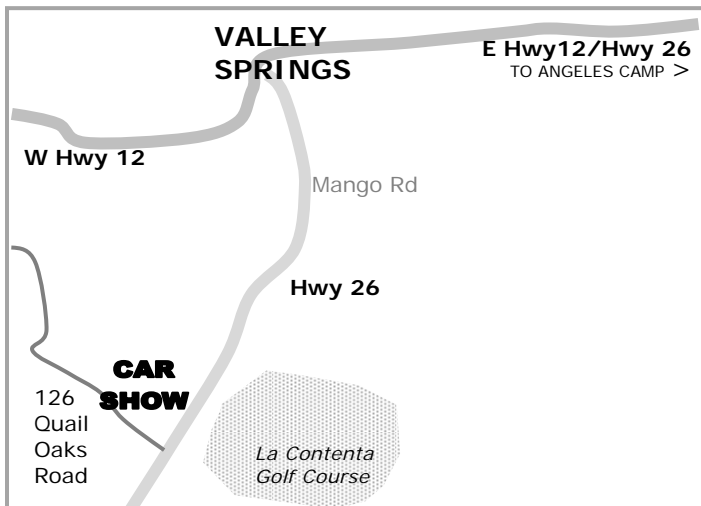 VALLEY
SPRINGS
E Hwy12/Hwy 26
TO ANGELES CAMP >
W Hwy 12
Mango Rd
Hwy 26
CAR
SHOW
126
Quail
Oaks
Road
La Contenta
Golf Course